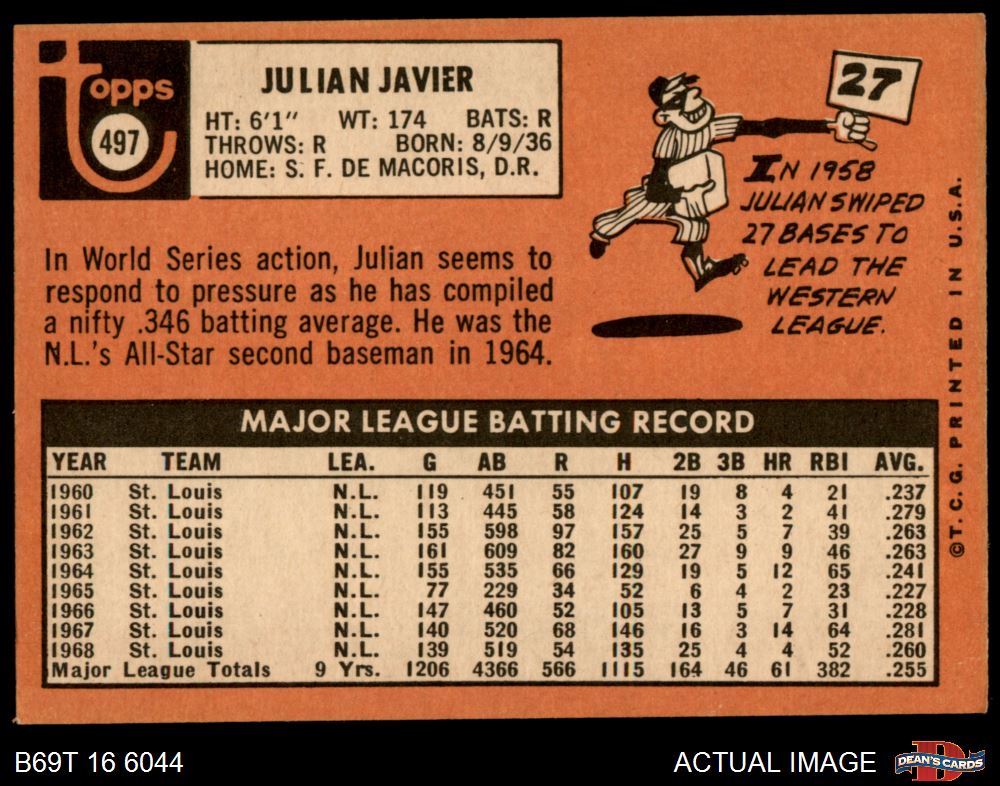 topps
497
JULIAN JAVIER
HT: 6'1" WT: 174 BATS: R
THROWS: R BORN: 8/9/36
HOME: S. F. DE MACORIS, D.R.
27
IN 1958
JULIAN SWIPED
27 BASES TO
LEAD THE
WESTERN
LEAGUE.
In World Series action, Julian seems to
respond to pressure as he has compiled
a nifty .346 batting average. He was the
N.L.'s All-Star second baseman in 1964.
MAJOR LEAGUE BATTING RECORD
YEAR TEAM LEA. G AB R H 2B 3B HR RBI AVG.
1960 St. Louis N.L. 119 451 55 107 19 8 4 21 .237
1961 St. Louis N.L. 113 445 58 124 14 3 2 41 .279
1962 St. Louis N.L. 155 598 97 157 25 5 7 39 .263
1963 St. Louis N.L. 161 609 82 160 27 9 9 46 .263
1964 St. Louis N.L. 155 535 66 129 19 5 12 65 .241
1965 St. Louis N.L. 77 229 34 52 6 4 2 23 .227
1966 St. Louis N.L. 147 460 52 105 13 5 7 31 .228
1967 St. Louis N.L. 140 520 68 146 16 3 14 64 .281
1968 St. Louis N.L. 139 519 54 135 25 4 4 52 .260
Major League Totals 9 Yrs. 1206 4366 566 1115 164 46 61 382 .255
©T. C. G. PRINTED IN U.S.A.
B69T 16 6044
ACTUAL IMAGE
D
DEAN'S CARDS